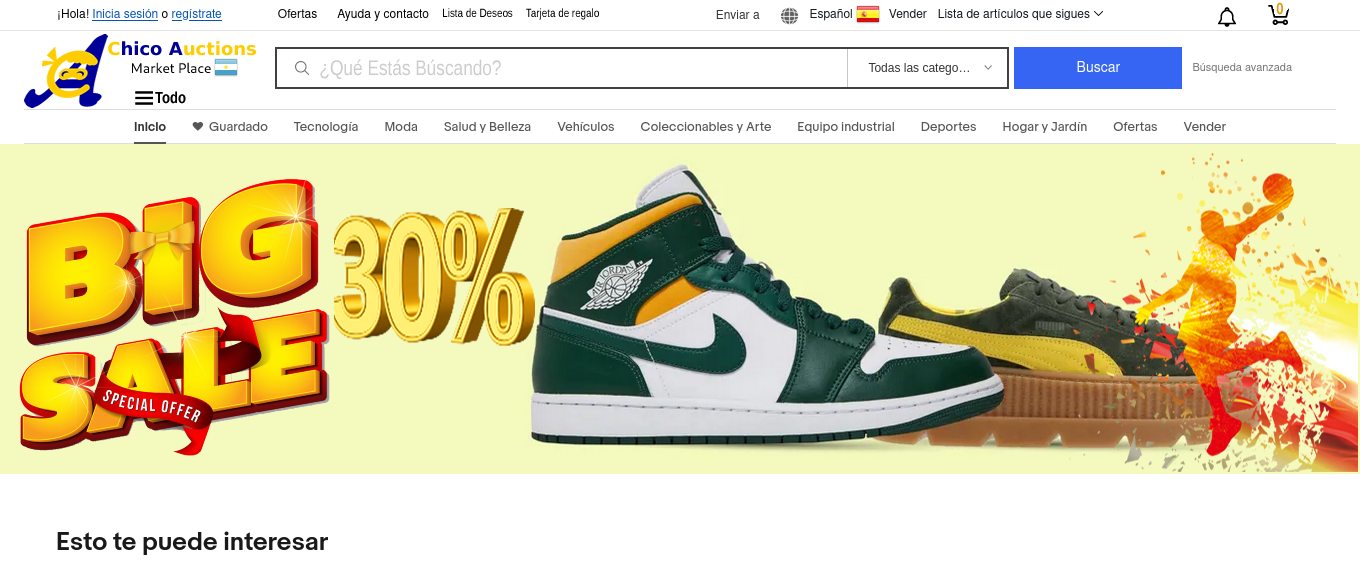 ¡Hola! Inicia sesión o regístrate Ofertas Ayuda y contacto Lista de Deseos Tarjeta de regalo Enviar a Español Vender Lista de artículos que sigues 0
Chico Auctions
Market Place
Todo
¿Qué Estás Búscando? Todas las catego… Buscar Búsqueda avanzada
Inicio Guardado Tecnología Moda Salud y Belleza Vehículos Coleccionables y Arte Equipo industrial Deportes Hogar y Jardín Ofertas Vender
BIG
SALE
SPECIAL OFFER
30%
AIR JORDAN
Esto te puede interesar